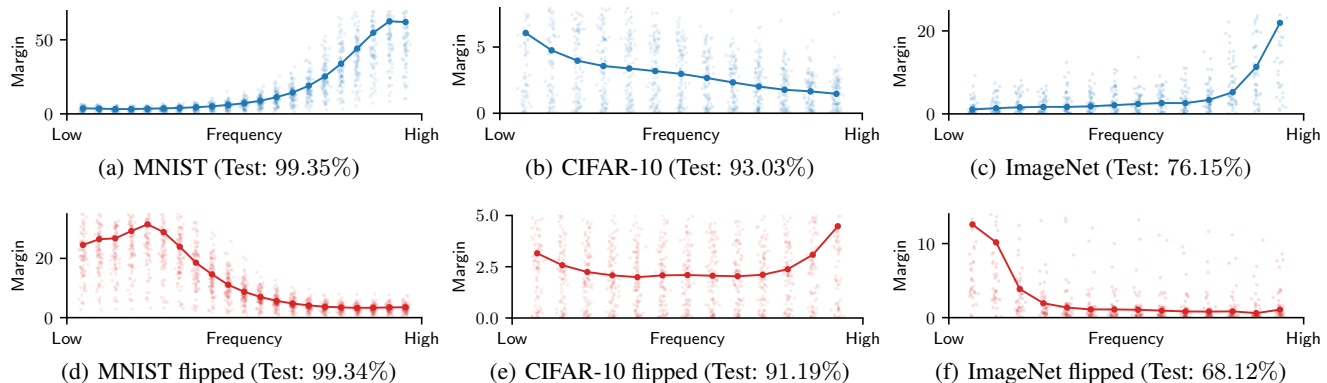 Margin
50
0
Low Frequency High
(a) MNIST (Test: 99.35%)
Margin
5
0
Low Frequency High
(b) CIFAR-10 (Test: 93.03%)
Margin
20
0
Low Frequency High
(c) ImageNet (Test: 76.15%)
Margin
20
0
Low Frequency High
(d) MNIST flipped (Test: 99.34%)
Margin
5.0
2.5
0.0
Low Frequency High
(e) CIFAR-10 flipped (Test: 91.19%)
Margin
10
0
Low Frequency High
(f) ImageNet flipped (Test: 68.12%)